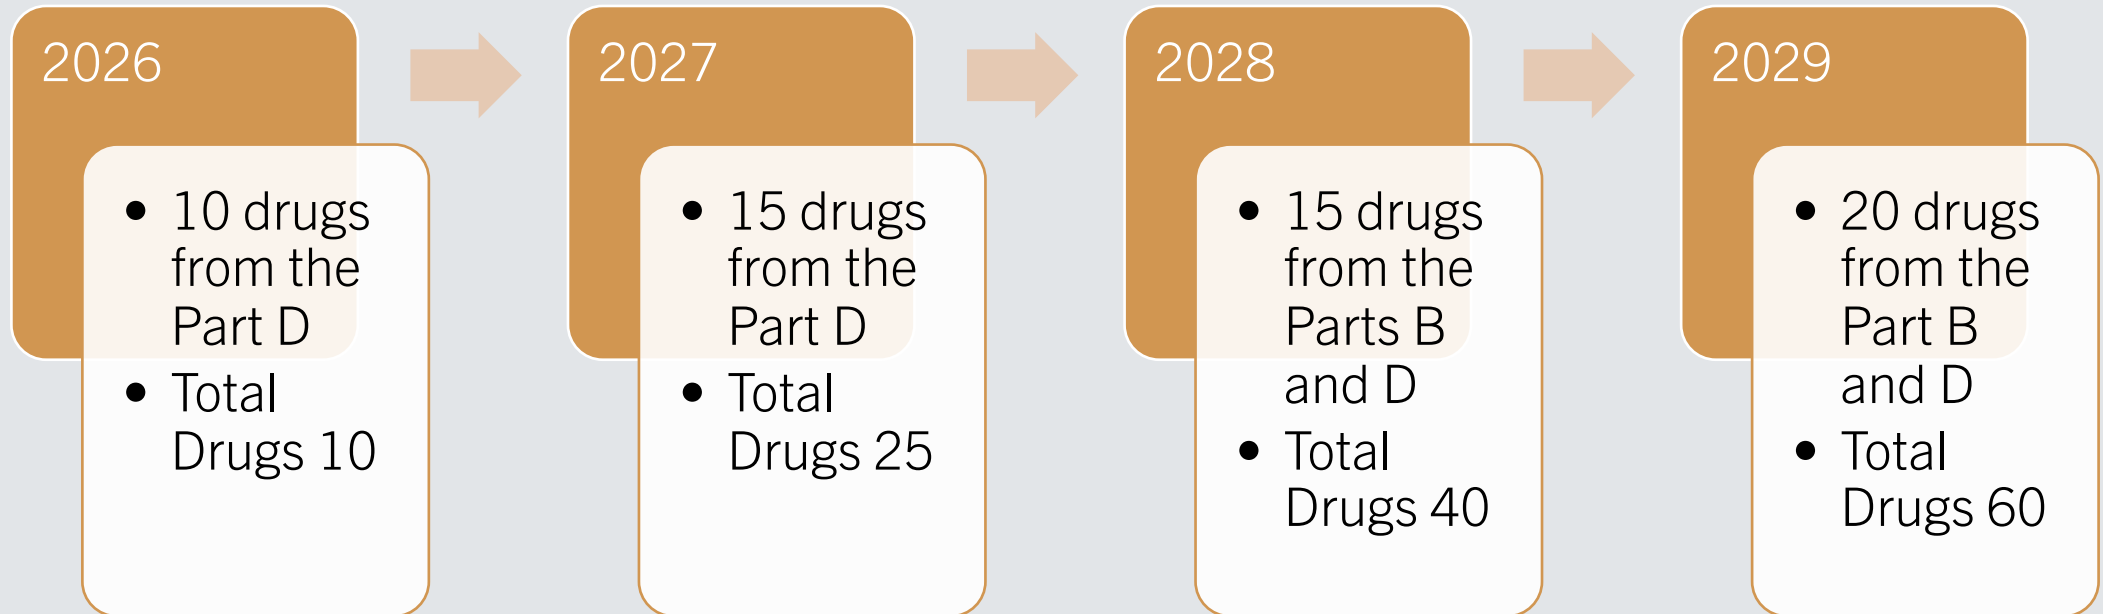 2026
• 10 drugs
from the
Part D
• Total
Drugs 10
2027
• 15 drugs
from the
Part D
• Total
Drugs 25
2028
• 15 drugs
from the
Parts B
and D
• Total
Drugs 40
2029
• 20 drugs
from the
Part B
and D
• Total
Drugs 60